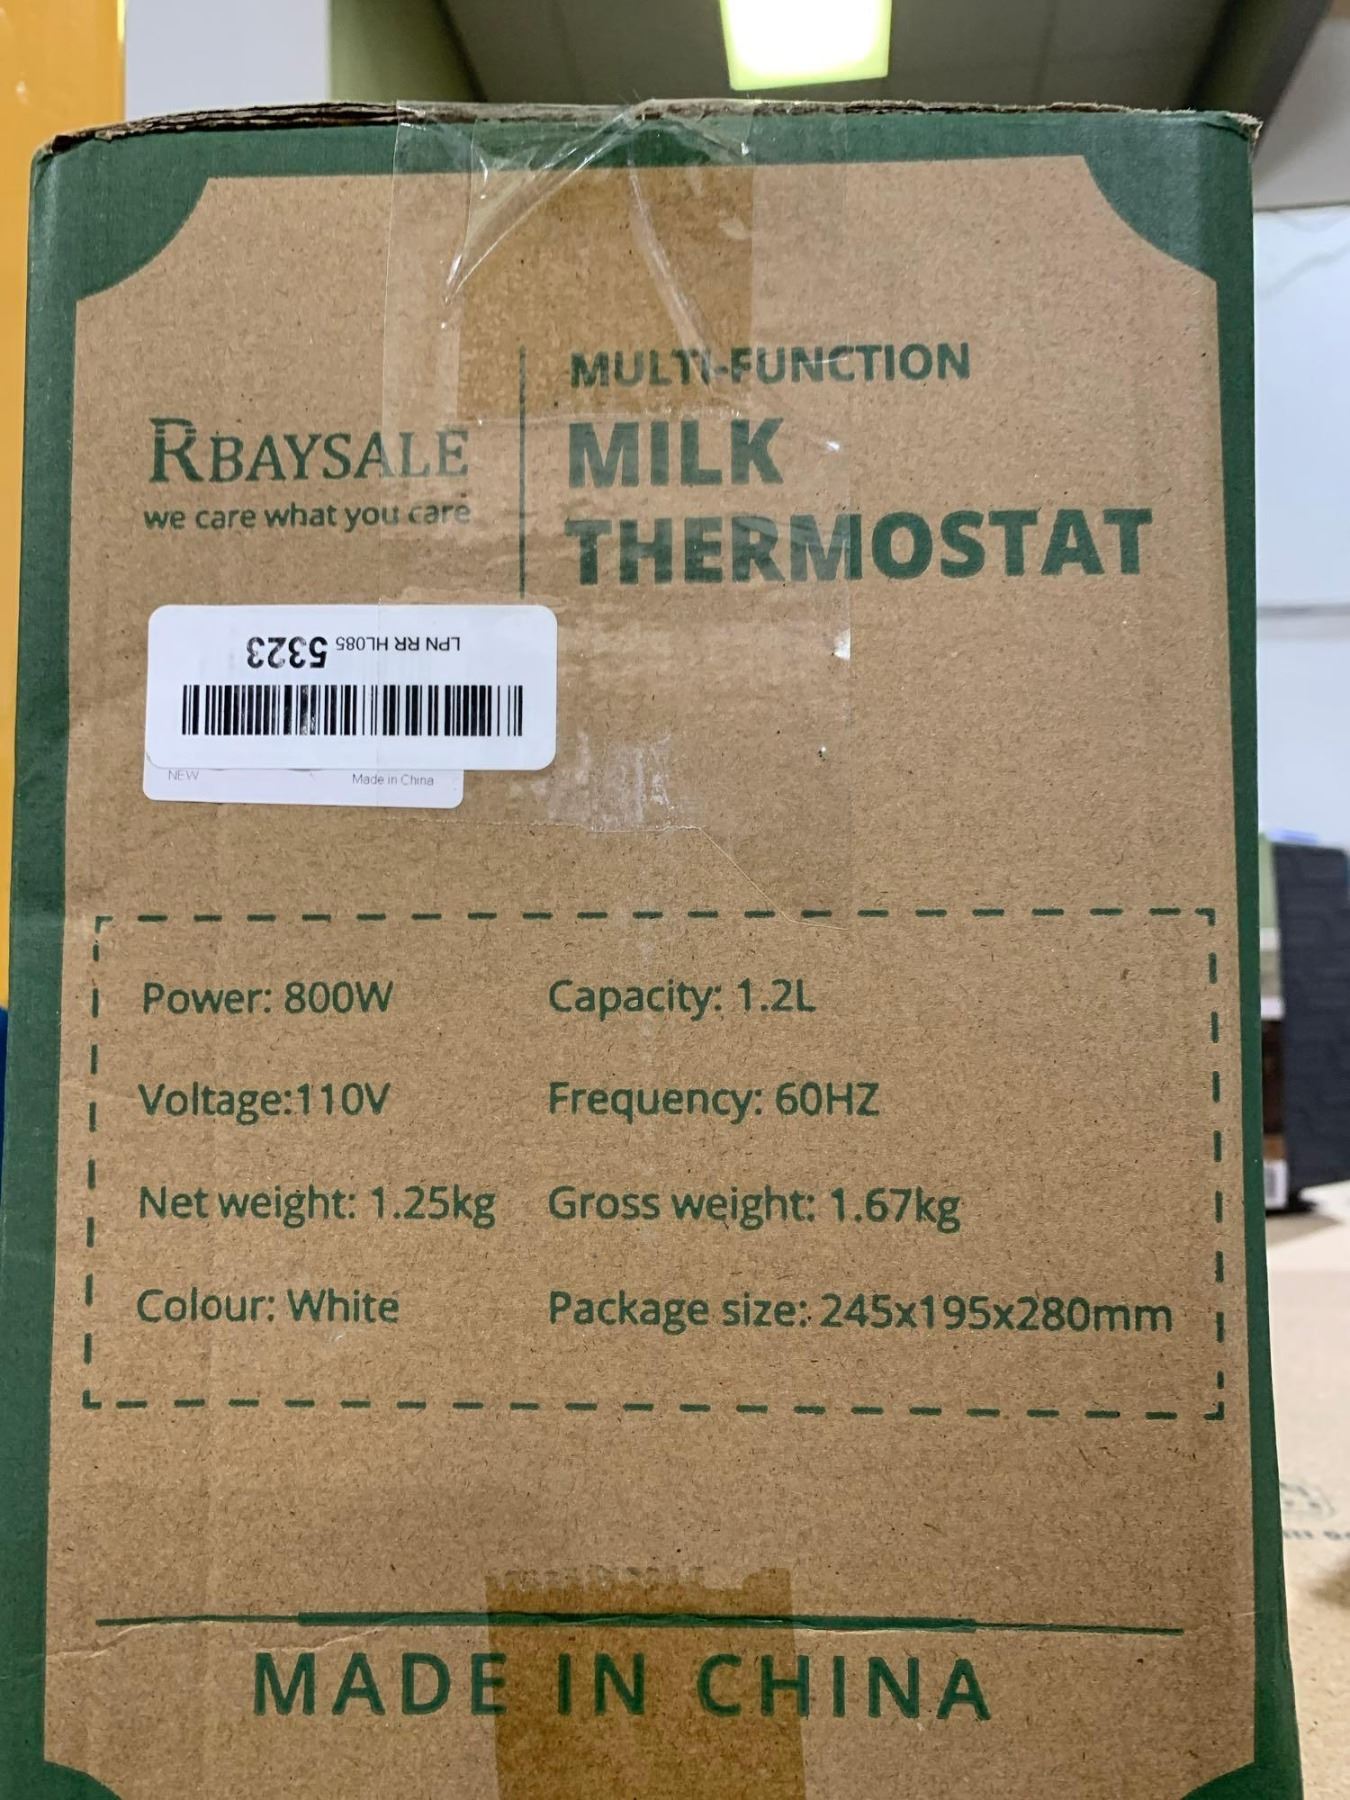 MULTI-FUNCTION
RBAYSALE
MILK
we care what you care
THERMOSTAT
LPN RR HL085 5323
NEW Made in China
Power: 800W Capacity: 1.2L
Voltage:110V Frequency: 60HZ
Net weight: 1.25kg Gross weight: 1.67kg
Colour: White Package size: 245x195x280mm
MADE IN CHINA